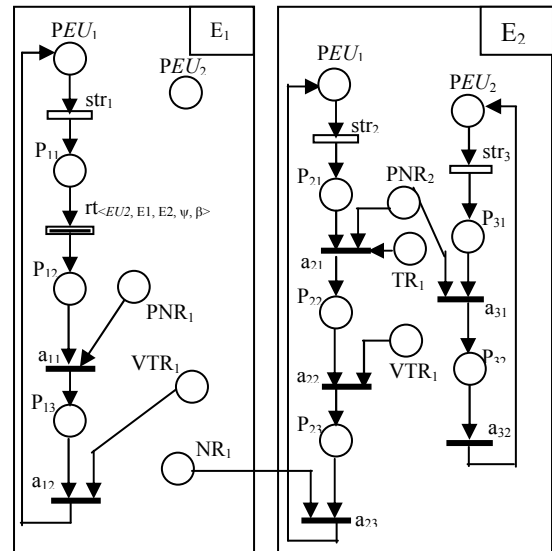 PEU1
E1
PEU2
str1
P11
rt<EU2, E1, E2, ψ, β>
P12
PNR1
a11
VTR1
P13
NR1
a12
E2
PEU1
PEU2
str2
str3
P21
PNR2
P31
a21
TR1
a31
P22
P32
a22
VTR1
P23
a32
a23